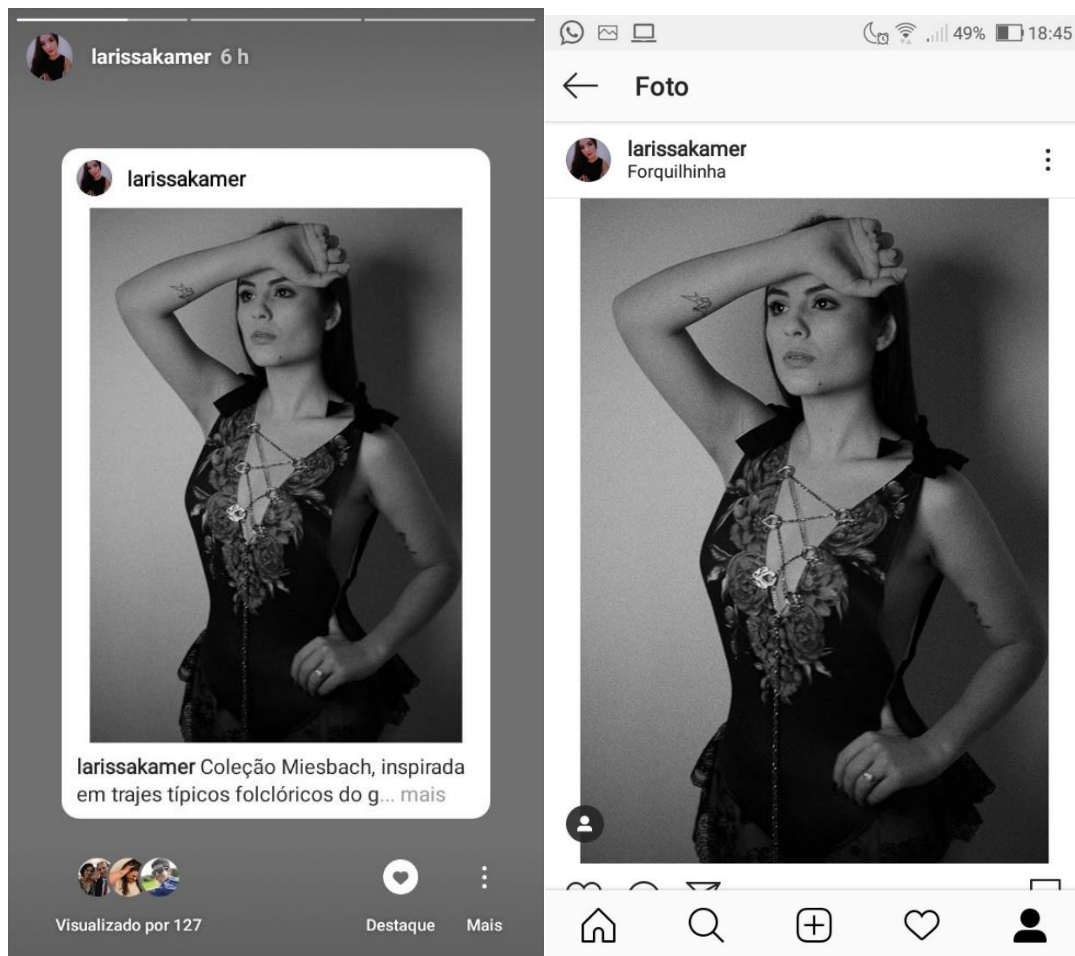 larissakamer 6 h
larissakamer
larissakamer Coleção Miesbach, inspirada
em trajes típicos folclóricos do g... mais
Visualizado por 127
Destaque
Mais
49% 18:45
Foto
larissakamer
Forquilhinha